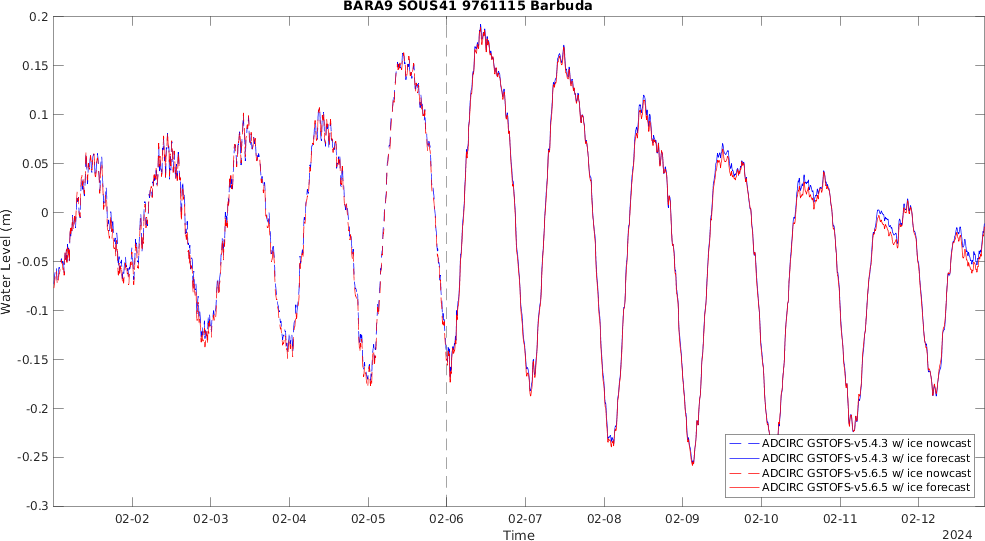 BARA9 SOUS41 9761115 Barbuda
0.2
0.15
0.1
0.05
0
-0.05
-0.1
-0.15
-0.2
-0.25
-0.3
Water Level (m)
ADCIRC GSTOFS-v5.4.3 w/ ice nowcast
ADCIRC GSTOFS-v5.4.3 w/ ice forecast
ADCIRC GSTOFS-v5.6.5 w/ ice nowcast
ADCIRC GSTOFS-v5.6.5 w/ ice forecast
02-02 02-03 02-04 02-05 02-06 02-07 02-08 02-09 02-10 02-11 02-12
Time
2024